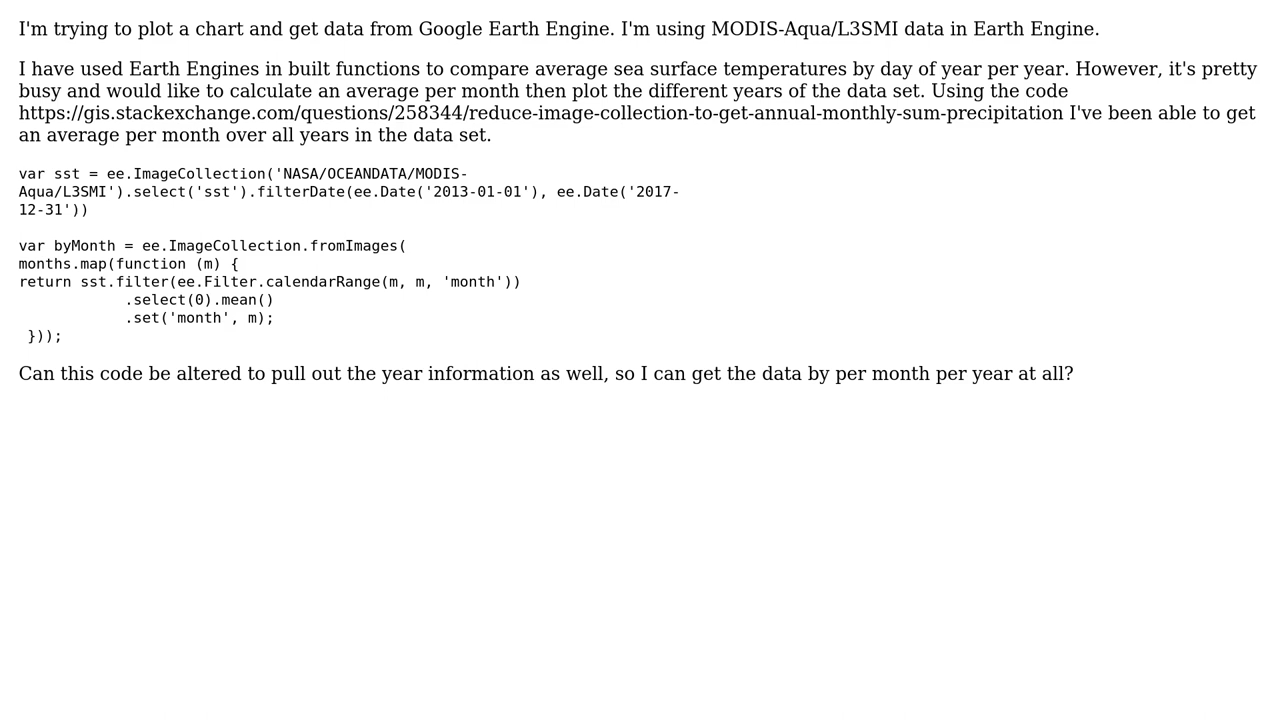 I'm trying to plot a chart and get data from Google Earth Engine. I'm using MODIS-Aqua/L3SMI data in Earth Engine.
I have used Earth Engines in built functions to compare average sea surface temperatures by day of year per year. However, it's pretty
busy and would like to calculate an average per month then plot the different years of the data set. Using the code
https://gis.stackexchange.com/questions/258344/reduce-image-collection-to-get-annual-monthly-sum-precipitation I've been able to get
an average per month over all years in the data set.
var sst = ee.ImageCollection('NASA/OCEANDATA/MODIS-
Aqua/L3SMI').select('sst').filterDate(ee.Date('2013-01-01'), ee.Date('2017-
12-31'))
var byMonth = ee.ImageCollection.fromImages(
months.map(function (m) {
return sst.filter(ee.Filter.calendarRange(m, m, 'month'))
            .select(0).mean()
            .set('month', m);
 }));
Can this code be altered to pull out the year information as well, so I can get the data by per month per year at all?